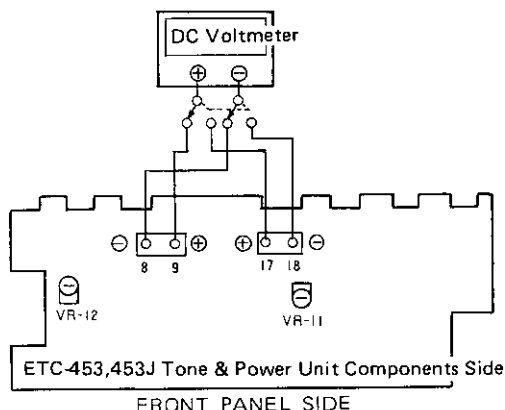 DC Voltmeter
⊕ ⊖
⊖ ⊕ ⊕ ⊖
8 9 17 18
VR-12 VR-11
ETC-453,453J Tone & Power Unit Components Side
FRONT PANEL SIDE